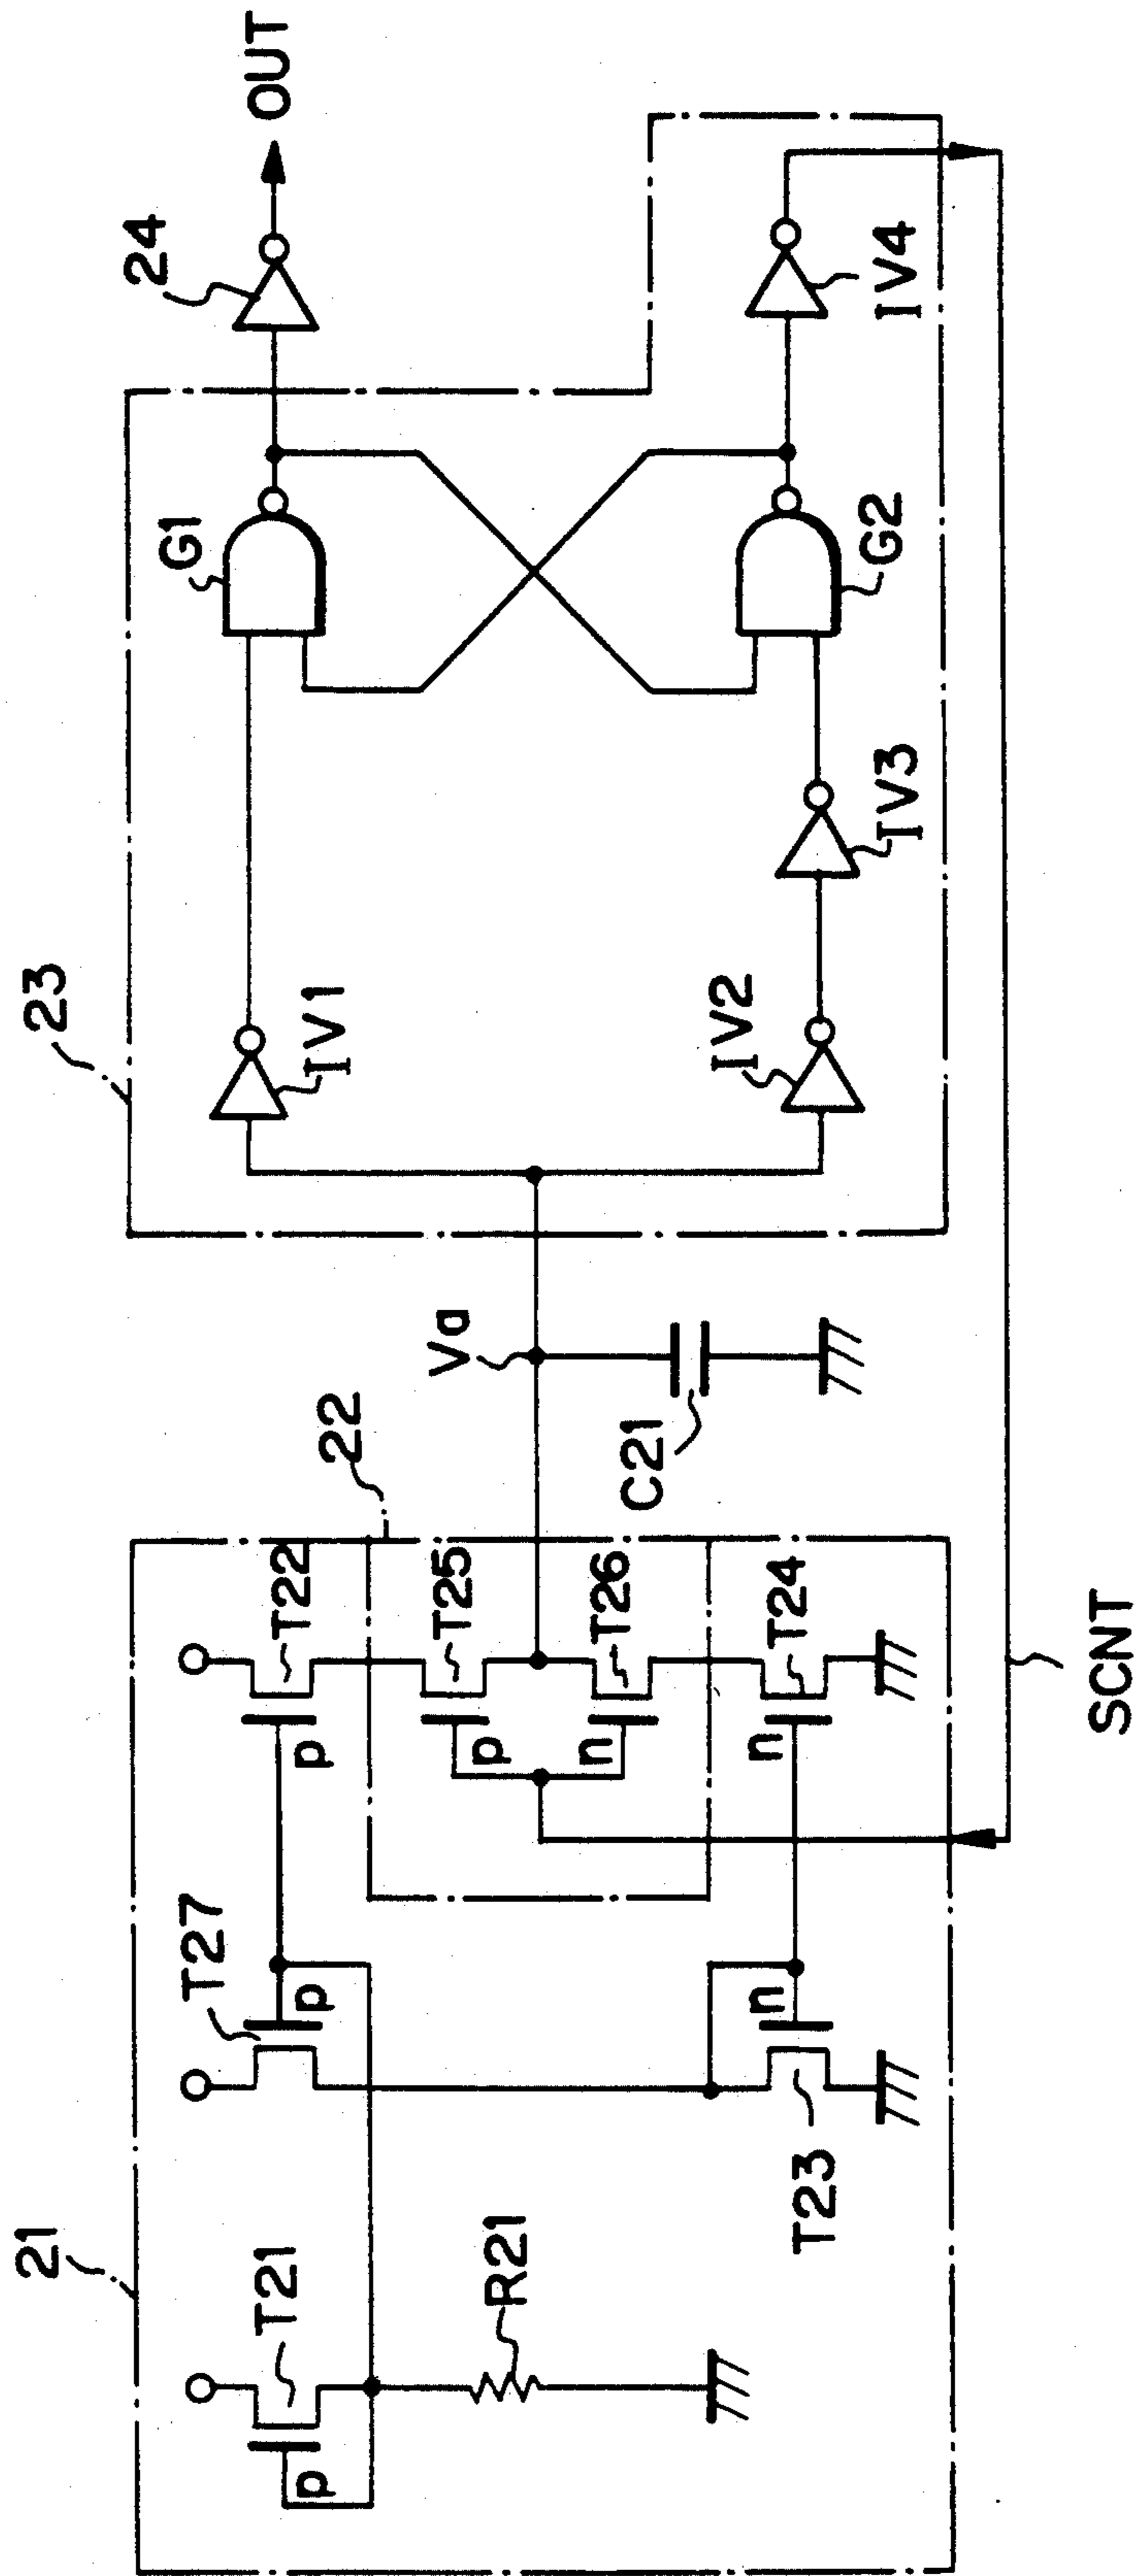 21
T21
p
R21
T27
p
n
T23
22
T22
p
T25
p
T26
n
T24
n
Va
C21
SCNT
23
IV1
IV2
IV3
G1
G2
24
IV4
OUT